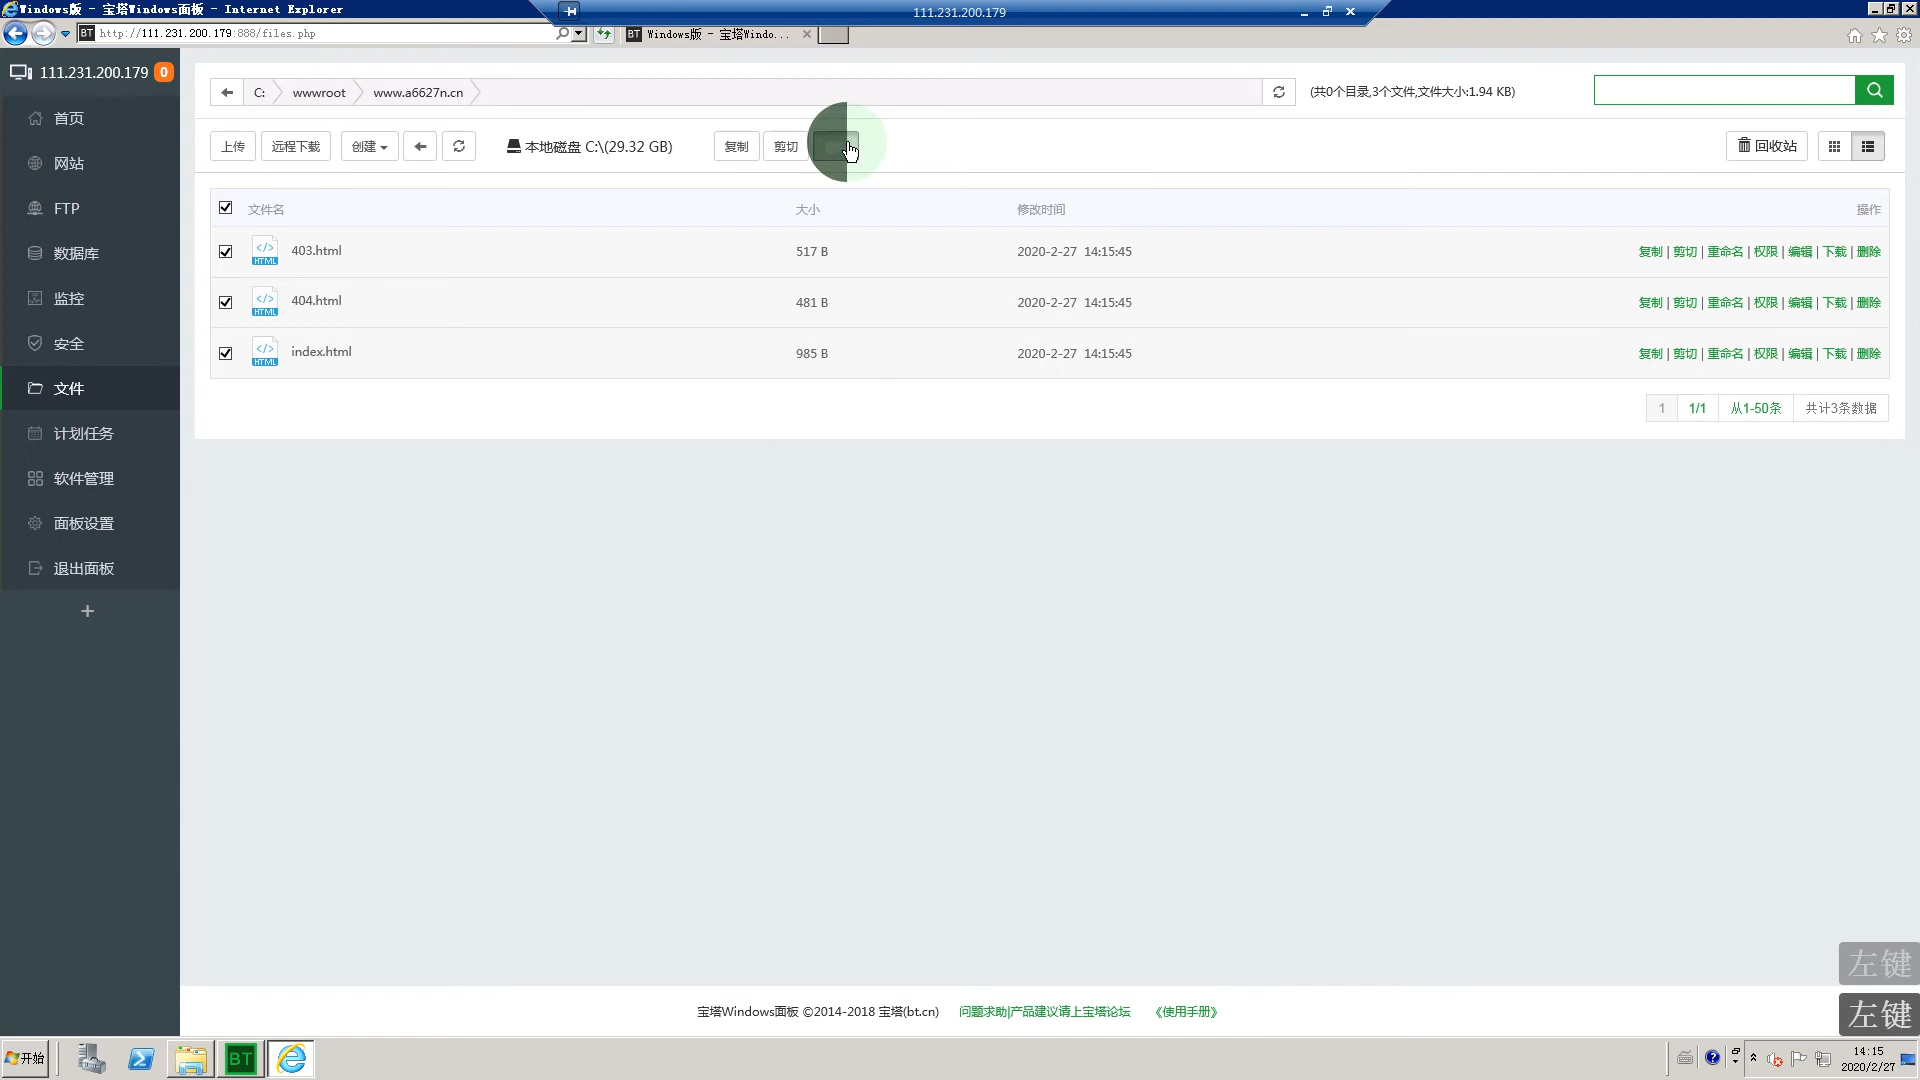 Windows版 - 宝塔Windows面板 - Internet Explorer
111.231.200.179
BT http://111.231.200.179:888/files.php
BT Windows版 - 宝塔Windo...
111.231.200.179 0
C: wwwroot www.a6627n.cn
(共0个目录,3个文件,文件大小:1.94 KB)
首页
网站
FTP
数据库
监控
安全
文件
计划任务
软件管理
面板设置
退出面板
+
上传 远程下载 创建 本地磁盘 C:\(29.32 GB) 复制 剪切 回收站
文件名 大小 修改时间 操作
HTML 403.html 517 B 2020-2-27 14:15:45 复制 | 剪切 | 重命名 | 权限 | 编辑 | 下载 | 删除
HTML 404.html 481 B 2020-2-27 14:15:45 复制 | 剪切 | 重命名 | 权限 | 编辑 | 下载 | 删除
HTML index.html 985 B 2020-2-27 14:15:45 复制 | 剪切 | 重命名 | 权限 | 编辑 | 下载 | 删除
1 1/1 从1-50条 共计3条数据
左键
左键
宝塔Windows面板 ©2014-2018 宝塔(bt.cn) 问题求助|产品建议请上宝塔论坛 《使用手册》
开始 BT
14:15
2020/2/27